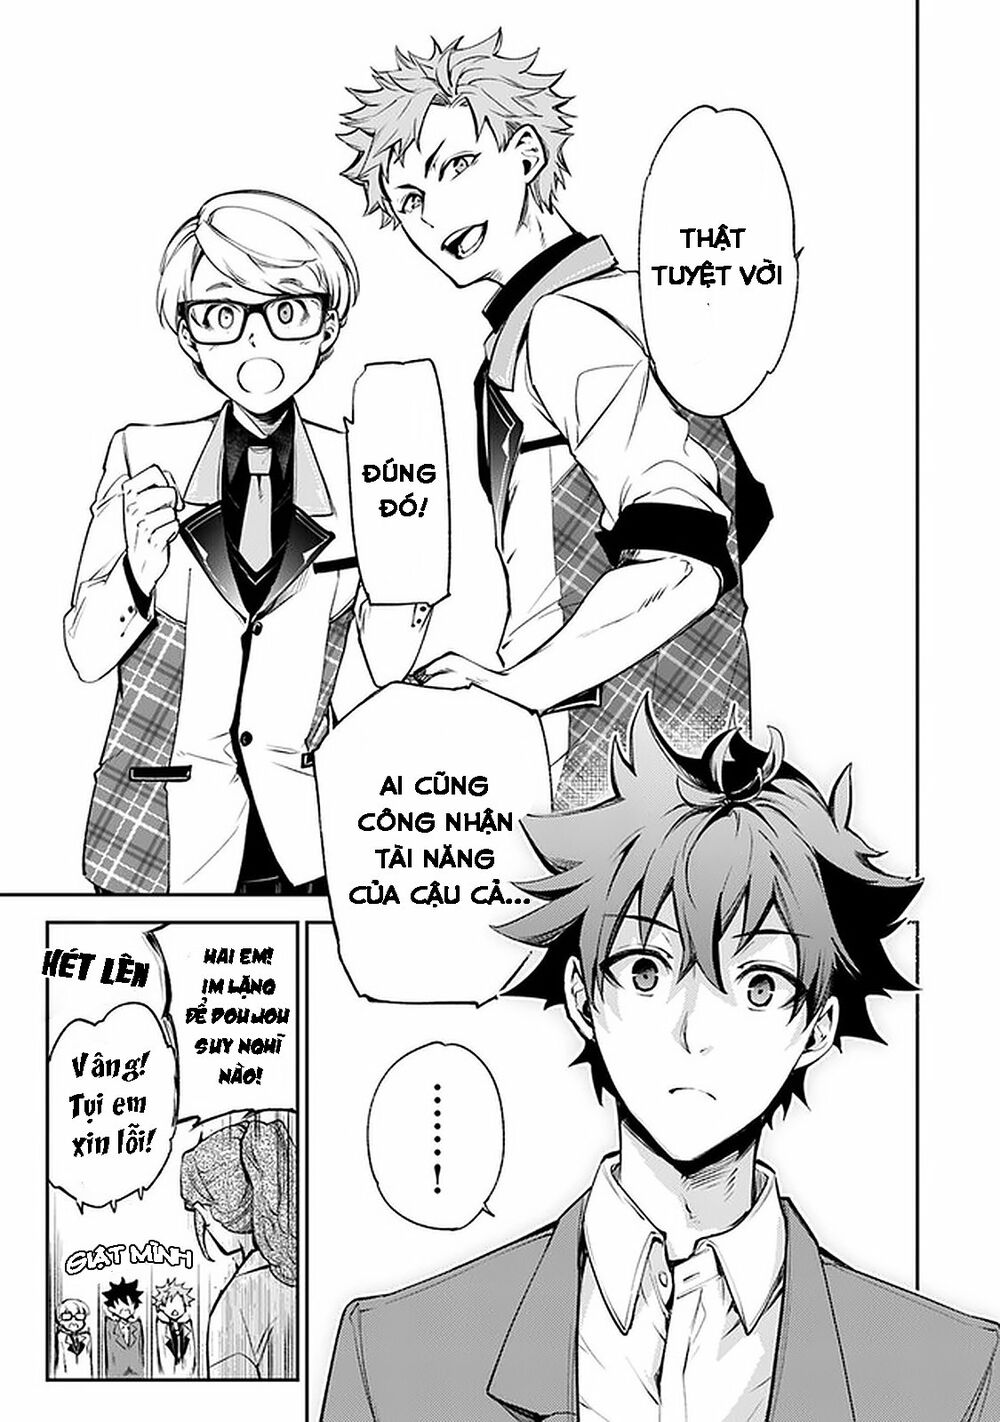 THẬT
TUYỆT VỜI
ĐÚNG
ĐÓ!
AI CŨNG
CÔNG NHẬN
TÀI NĂNG
CỦA CẬU CẢ...
.......!
HAI EM!
IM LẶNG
ĐỂ DOUJOU
SUY NGHĨ
NÀO!
HÉT LÊN
Vâng!
Tụi em
xin lỗi!
GIẬT MÌNH